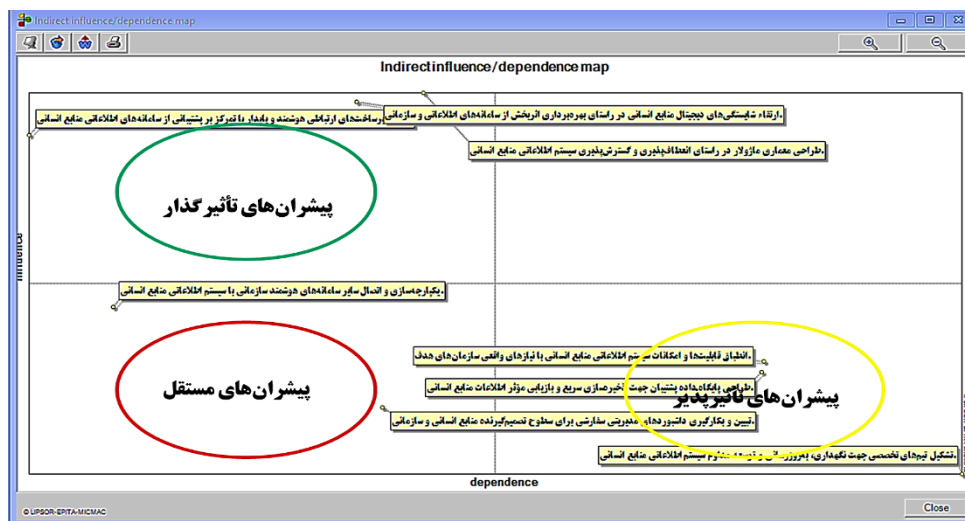 Indirect influence/dependence map
Indirect influence/dependence map
.ارتقاء شایستگی‌های دیجیتال منابع انسانی در راستای بهره‌برداری اثربخش از سامانه‌های اطلاعاتی و سازمانی
ساخت‌های ارتباطی هوشمند و پایدار با تمرکز بر پشتیبانی از سامانه‌های اطلاعاتی منابع انسانی
.طراحی معماری ماژولار در راستای انعطاف‌پذیری و گسترش‌پذیری سیستم اطلاعاتی منابع انسانی
پیشران‌های تأثیرگذار
influence
.یکپارچه‌سازی و اتصال سایر سامانه‌های هوشمند سازمانی با سیستم اطلاعاتی منابع انسانی
.انطباق قابلیت‌ها و امکانات سیستم اطلاعاتی منابع انسانی با نیازهای واقعی سازمان‌های هدف
.طراحی پایگاه‌داده پشتیبان جهت ذخیره‌سازی سریع و بازیابی مؤثر اطلاعات منابع انسانی
پیشران‌های مستقل
پیشران‌های تأثیرپذیر
.تبیین و بکارگیری داشبوردهای مدیریتی سفارشی برای سطوح تصمیم‌گیرنده منابع انسانی و سازمانی
.تشکیل تیم‌های تخصصی جهت نگهداری، به‌روزرسانی و توسعه مداوم سیستم اطلاعاتی منابع انسانی
dependence
© LIPSOR-EPITA-MICMAC
Close